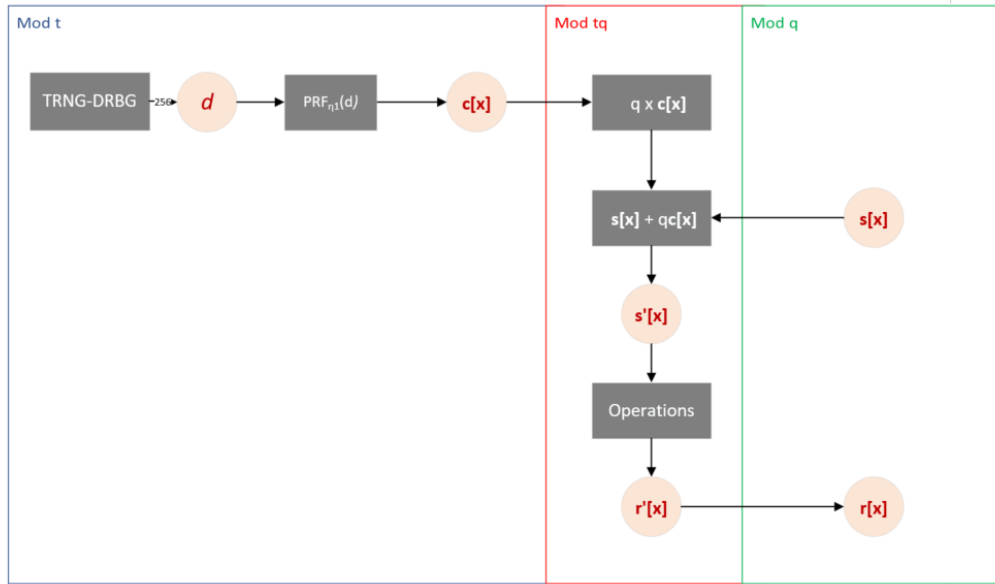 Mod t
Mod tq
Mod q
TRNG-DRBG
256
d
PRFη1(d)
c[x]
q x c[x]
s[x] + qc[x]
s[x]
s'[x]
Operations
r'[x]
r[x]